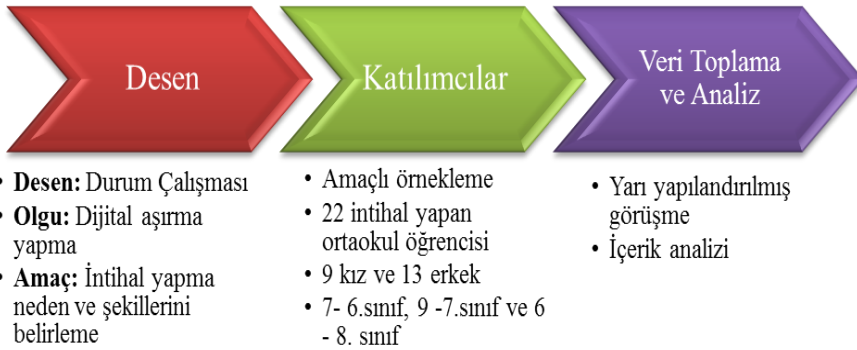 Desen
• Desen: Durum Çalışması
• Olgu: Dijital aşırma
yapma
• Amaç: İntihal yapma
neden ve şekillerini
belirleme
Katılımcılar
• Amaçlı örnekleme
• 22 intihal yapan
ortaokul öğrencisi
• 9 kız ve 13 erkek
• 7- 6.sınıf, 9 -7.sınıf ve 6
- 8. sınıf
Veri Toplama
ve Analiz
• Yarı yapılandırılmış
görüşme
• İçerik analizi